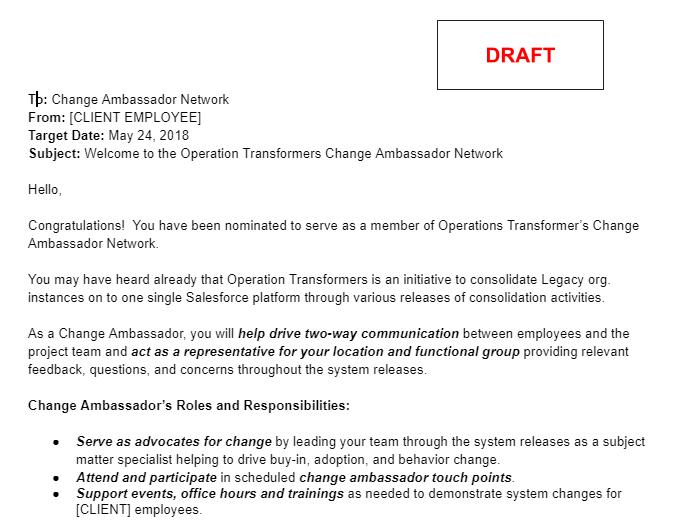 DRAFT
To: Change Ambassador Network
From: [CLIENT EMPLOYEE]
Target Date: May 24, 2018
Subject: Welcome to the Operation Transformers Change Ambassador Network
Hello,
Congratulations!  You have been nominated to serve as a member of Operations Transformer’s Change
Ambassador Network.
You may have heard already that Operation Transformers is an initiative to consolidate Legacy org.
instances on to one single Salesforce platform through various releases of consolidation activities.
As a Change Ambassador, you will help drive two-way communication between employees and the
project team and act as a representative for your location and functional group providing relevant
feedback, questions, and concerns throughout the system releases.
Change Ambassador’s Roles and Responsibilities:
● Serve as advocates for change by leading your team through the system releases as a subject
matter specialist helping to drive buy-in, adoption, and behavior change.
● Attend and participate in scheduled change ambassador touch points.
● Support events, office hours and trainings as needed to demonstrate system changes for
[CLIENT] employees.